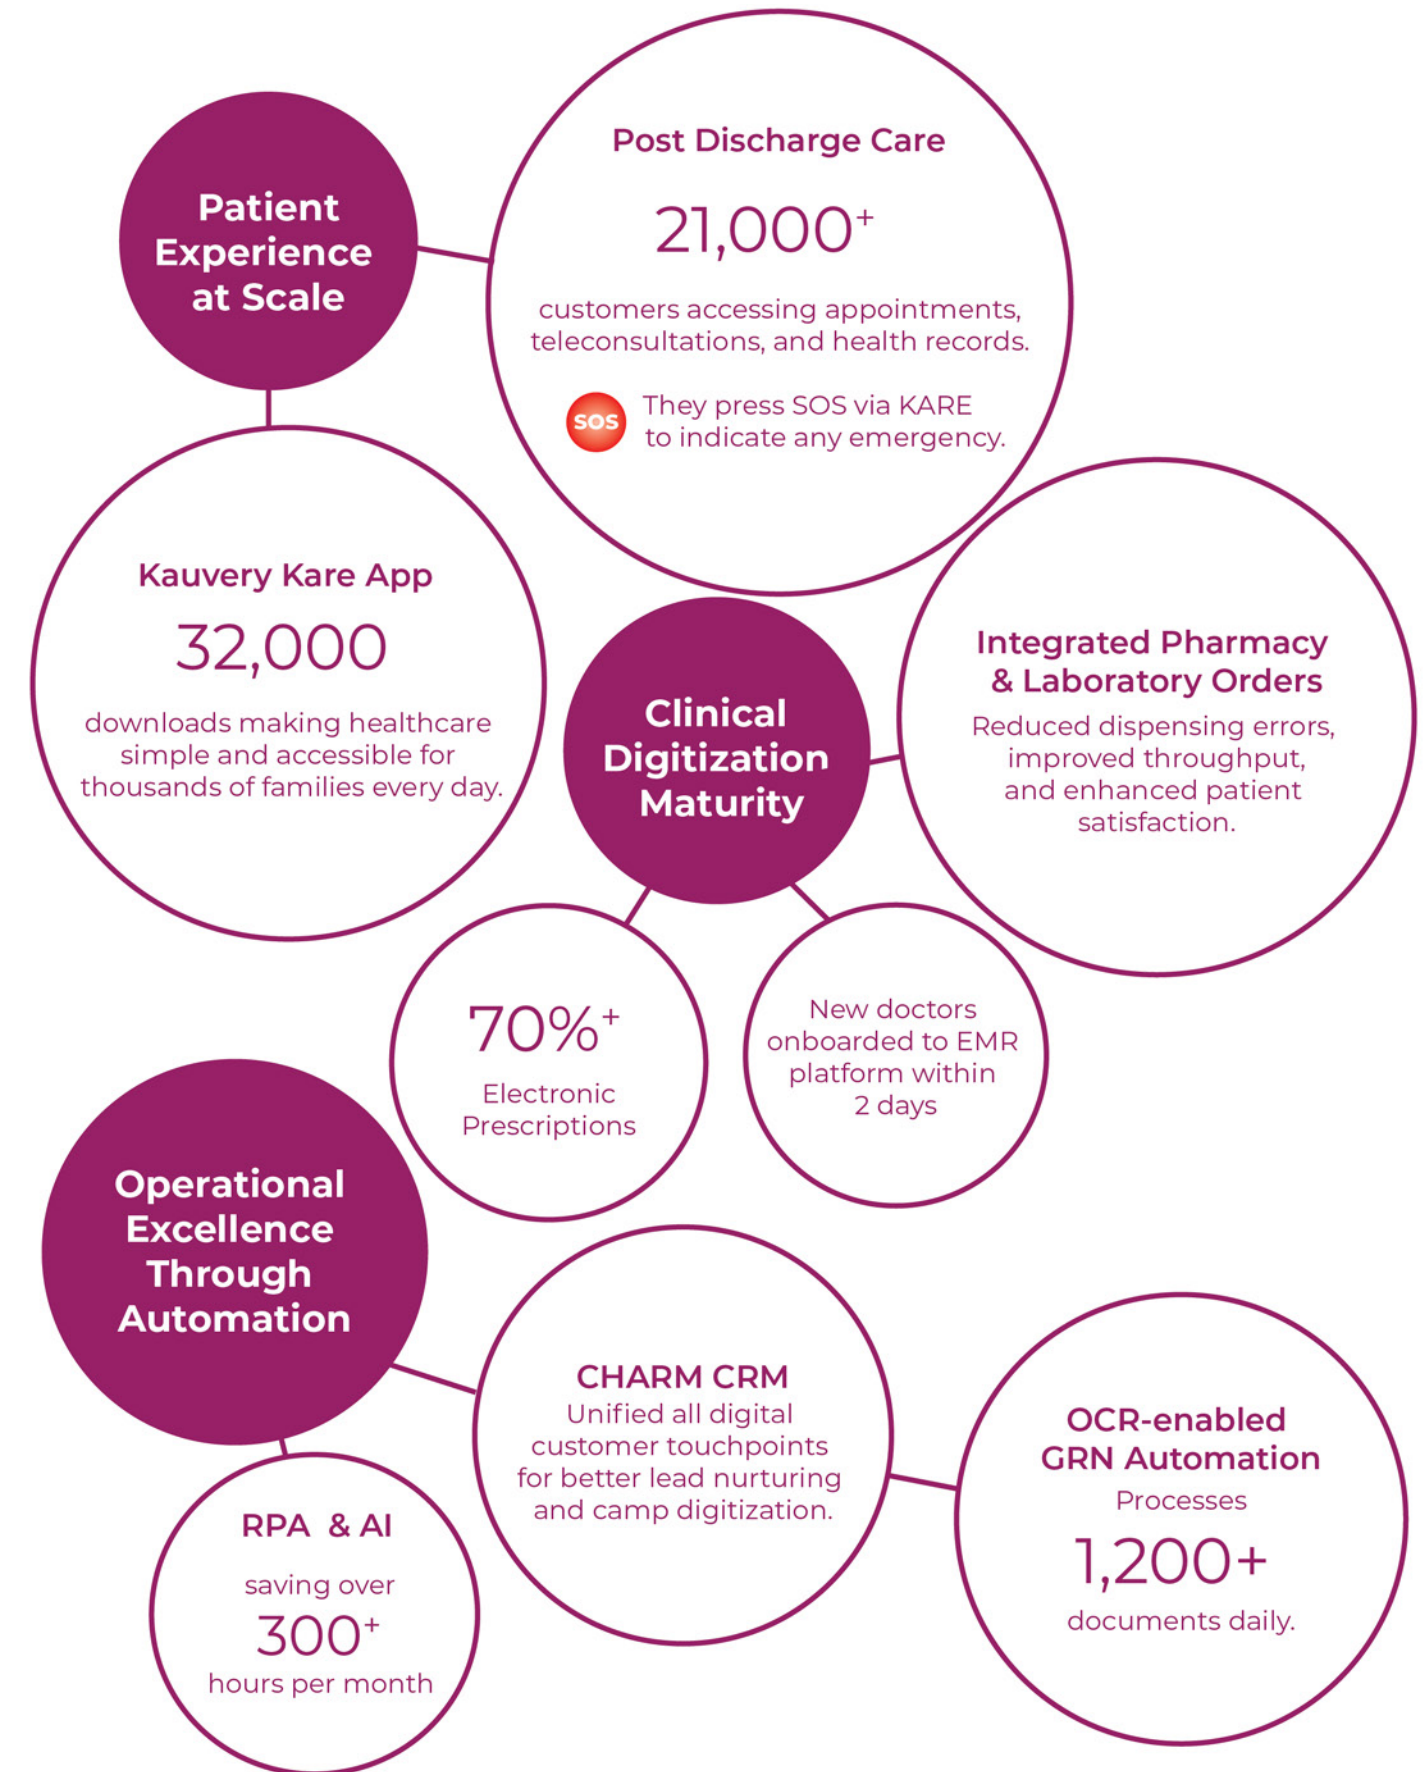 Patient
Experience
at Scale
Post Discharge Care
21,000+
customers accessing appointments,
teleconsultations, and health records.
SOS
They press SOS via KARE
to indicate any emergency.
Kauvery Kare App
32,000
downloads making healthcare
simple and accessible for
thousands of families every day.
Clinical
Digitization
Maturity
Integrated Pharmacy
& Laboratory Orders
Reduced dispensing errors,
improved throughput,
and enhanced patient
satisfaction.
70%+
Electronic
Prescriptions
New doctors
onboarded to EMR
platform within
2 days
Operational
Excellence
Through
Automation
CHARM CRM
Unified all digital
customer touchpoints
for better lead nurturing
and camp digitization.
OCR-enabled
GRN Automation
Processes
1,200+
documents daily.
RPA & AI
saving over
300+
hours per month